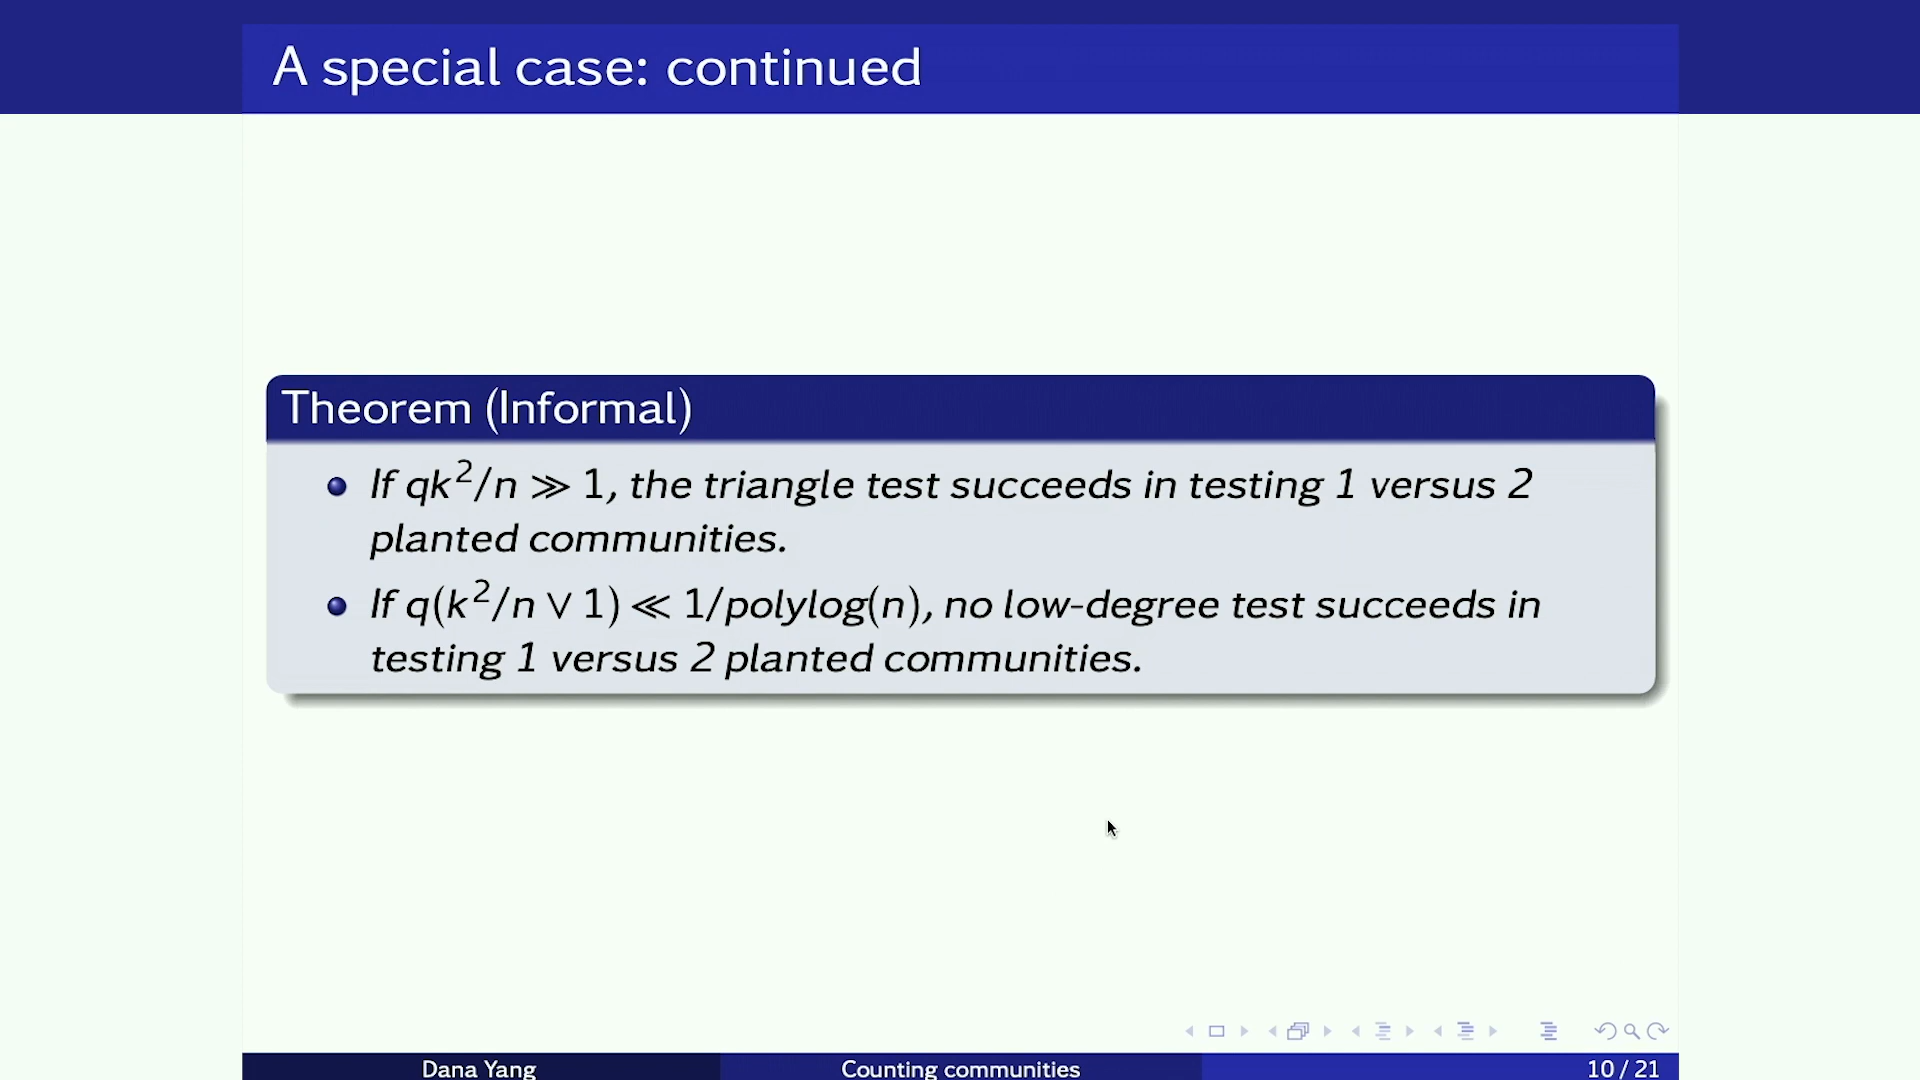 A special case: continued
Theorem (Informal)
If qk²/n ≫ 1, the triangle test succeeds in testing 1 versus 2
planted communities.
If q(k²/n ∨ 1) ≪ 1/polylog(n), no low-degree test succeeds in
testing 1 versus 2 planted communities.
Dana Yang
Counting communities
10 / 21